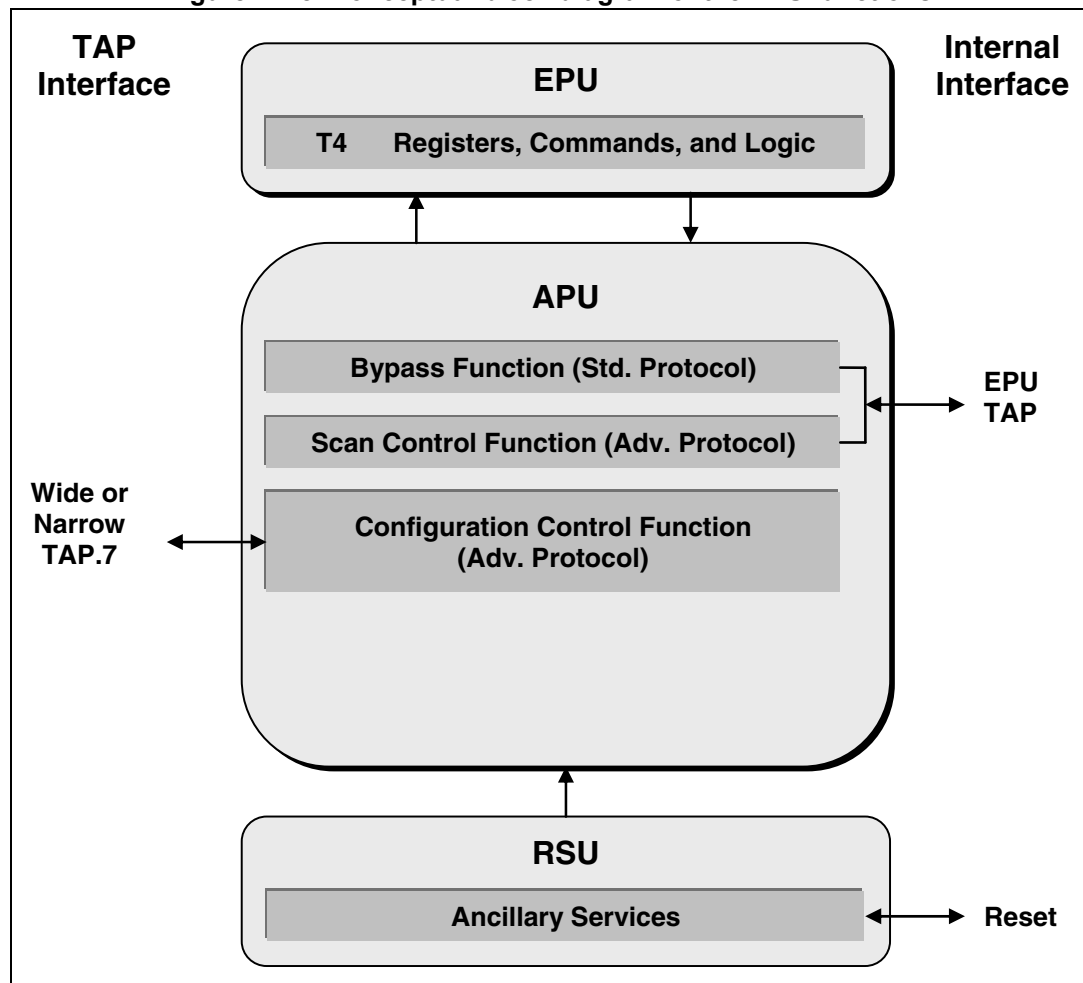 TAP
Interface
Internal
Interface
EPU
T4 Registers, Commands, and Logic
APU
Bypass Function (Std. Protocol)
EPU
TAP
Scan Control Function (Adv. Protocol)
Wide or
Narrow
TAP.7
Configuration Control Function
(Adv. Protocol)
RSU
Ancillary Services
Reset